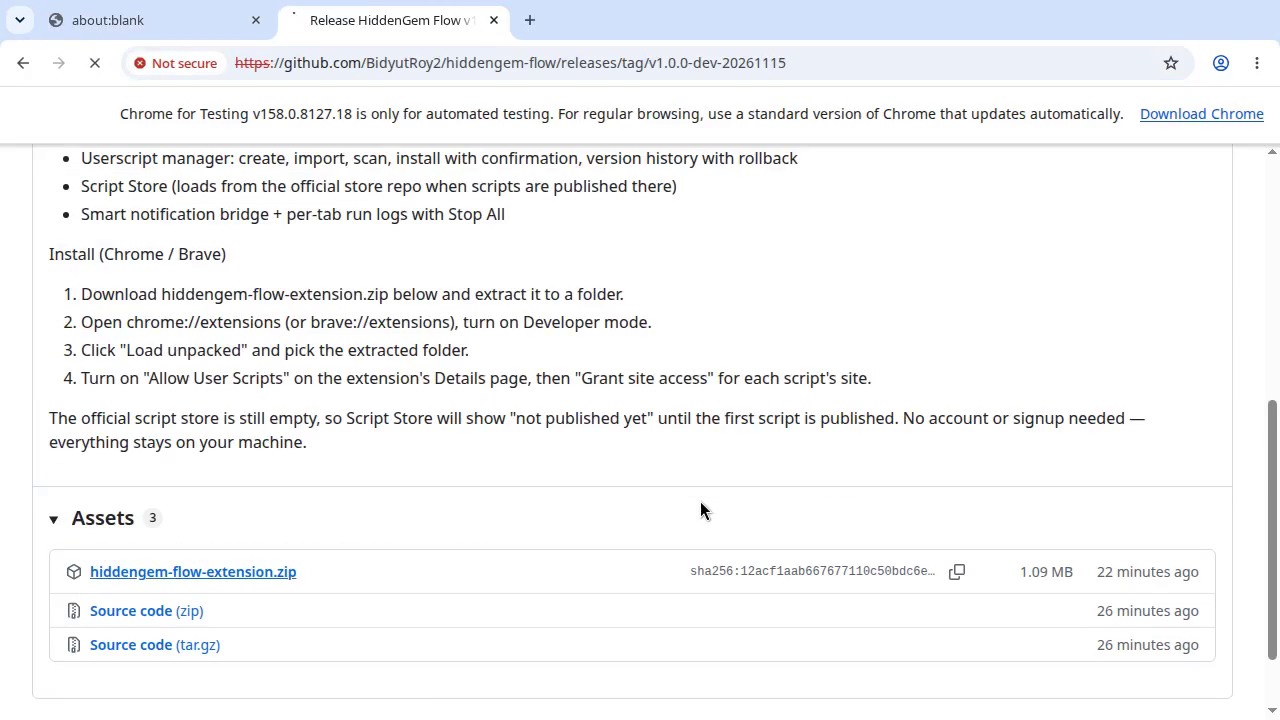 about:blank
Release HiddenGem Flow v1
Not secure
https://github.com/BidyutRoy2/hiddengem-flow/releases/tag/v1.0.0-dev-20261115
Chrome for Testing v158.0.8127.18 is only for automated testing. For regular browsing, use a standard version of Chrome that updates automatically. Download Chrome
• Userscript manager: create, import, scan, install with confirmation, version history with rollback
• Script Store (loads from the official store repo when scripts are published there)
• Smart notification bridge + per-tab run logs with Stop All
Install (Chrome / Brave)
1. Download hiddengem-flow-extension.zip below and extract it to a folder.
2. Open chrome://extensions (or brave://extensions), turn on Developer mode.
3. Click "Load unpacked" and pick the extracted folder.
4. Turn on "Allow User Scripts" on the extension's Details page, then "Grant site access" for each script's site.
The official script store is still empty, so Script Store will show "not published yet" until the first script is published. No account or signup needed —
everything stays on your machine.
Assets 3
hiddengem-flow-extension.zip sha256:12acf1aab667677110c50bdc6e… 1.09 MB 22 minutes ago
Source code (zip) 26 minutes ago
Source code (tar.gz) 26 minutes ago